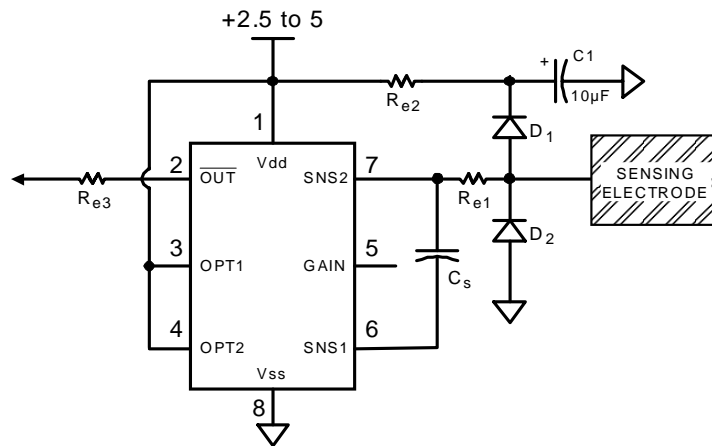 +2.5 to 5
C1
+
10µF
Re2
1
D1
2
OUT
Vdd
SNS2
7
SENSING
ELECTRODE
Re3
Re1
D2
3
OPT1
GAIN
5
Cs
4
OPT2
SNS1
6
Vss
8